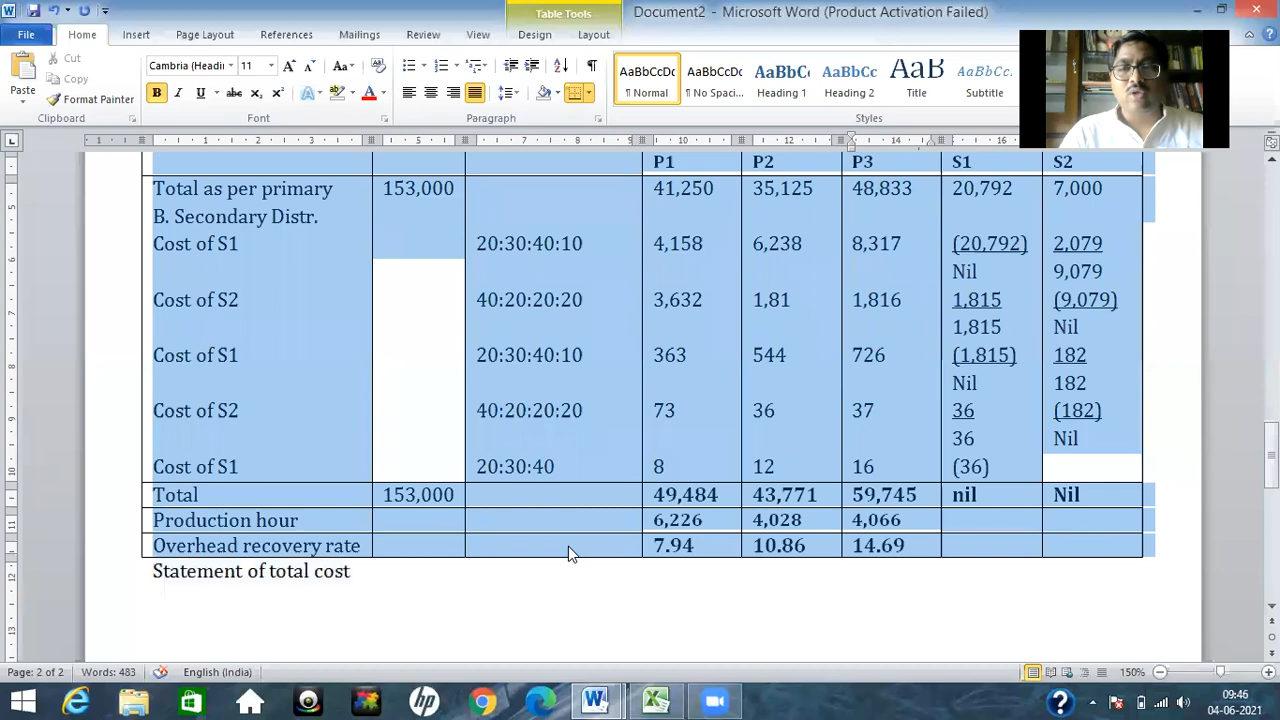 Table Tools
Document2 - Microsoft Word (Product Activation Failed)
File Home Insert Page Layout References Mailings Review View Design Layout
Paste
Cut
Copy
Format Painter
Clipboard
Cambria (Headi 11
Font
Paragraph
AaBbCcDc AaBbCcDc AaBbC AaBbCc AaB AaBbCcL
¶ Normal ¶ No Spaci... Heading 1 Heading 2 Title Subtitle
Styles
P1 P2 P3 S1 S2
Total as per primary 153,000 41,250 35,125 48,833 20,792 7,000
B. Secondary Distr.
Cost of S1 20:30:40:10 4,158 6,238 8,317 (20,792) 2,079
Nil 9,079
Cost of S2 40:20:20:20 3,632 1,81 1,816 1,815 (9,079)
1,815 Nil
Cost of S1 20:30:40:10 363 544 726 (1,815) 182
Nil 182
Cost of S2 40:20:20:20 73 36 37 36 (182)
36 Nil
Cost of S1 20:30:40 8 12 16 (36)
Total 153,000 49,484 43,771 59,745 nil Nil
Production hour 6,226 4,028 4,066
Overhead recovery rate 7.94 10.86 14.69
Statement of total cost
Page: 2 of 2 Words: 483 English (India) 150%
09:46
04-06-2021